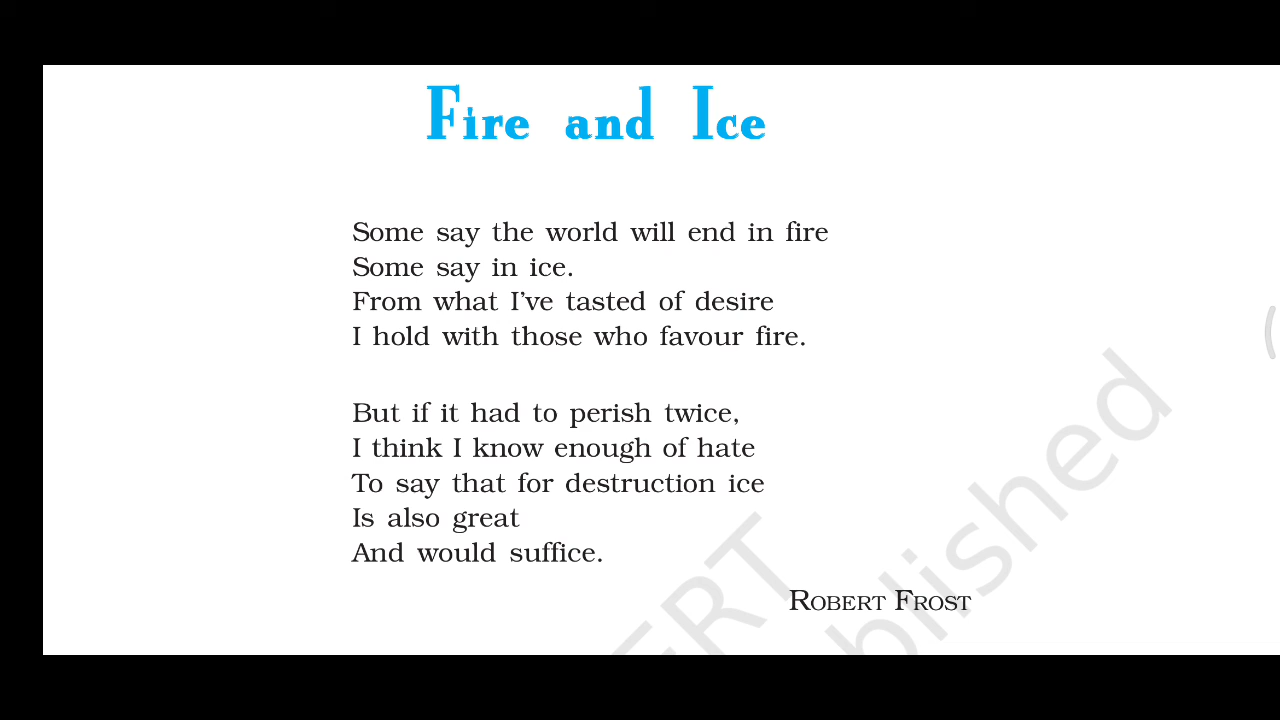 Fire and Ice
Some say the world will end in fire
Some say in ice.
From what I've tasted of desire
I hold with those who favour fire.
But if it had to perish twice,
I think I know enough of hate
To say that for destruction ice
Is also great
And would suffice.
ROBERT FROST